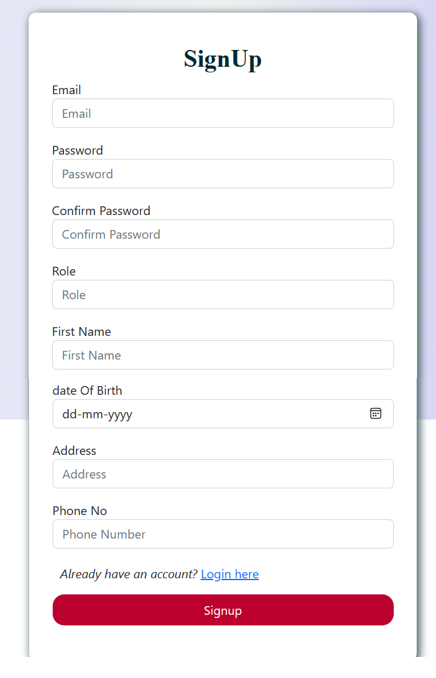 SignUp
Email
Email
Password
Password
Confirm Password
Confirm Password
Role
Role
First Name
First Name
date Of Birth
dd-mm-yyyy
Address
Address
Phone No
Phone Number
Already have an account? Login here
Signup